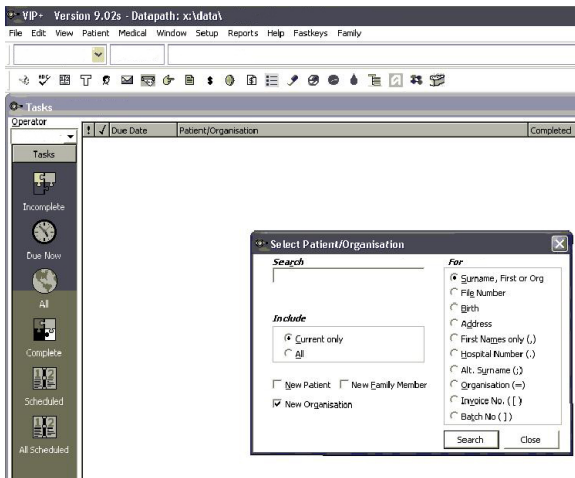 VIP+ Version 9.02s - Datapath: x:\data\
File Edit View Patient Medical Window Setup Reports Help Fastkeys Family
Tasks
Operator
! √ Due Date Patient/Organisation Completed
Tasks
Incomplete
Due Now
All
Complete
Scheduled
All Scheduled
Select Patient/Organisation
Search
Include
Current only
All
New Patient New Family Member
New Organisation
For
Surname, First or Org
File Number
Birth
Address
First Names only (,)
Hospital Number (.)
Alt. Surname (;)
Organisation (=)
Invoice No. ( [ )
Batch No ( ] )
Search Close